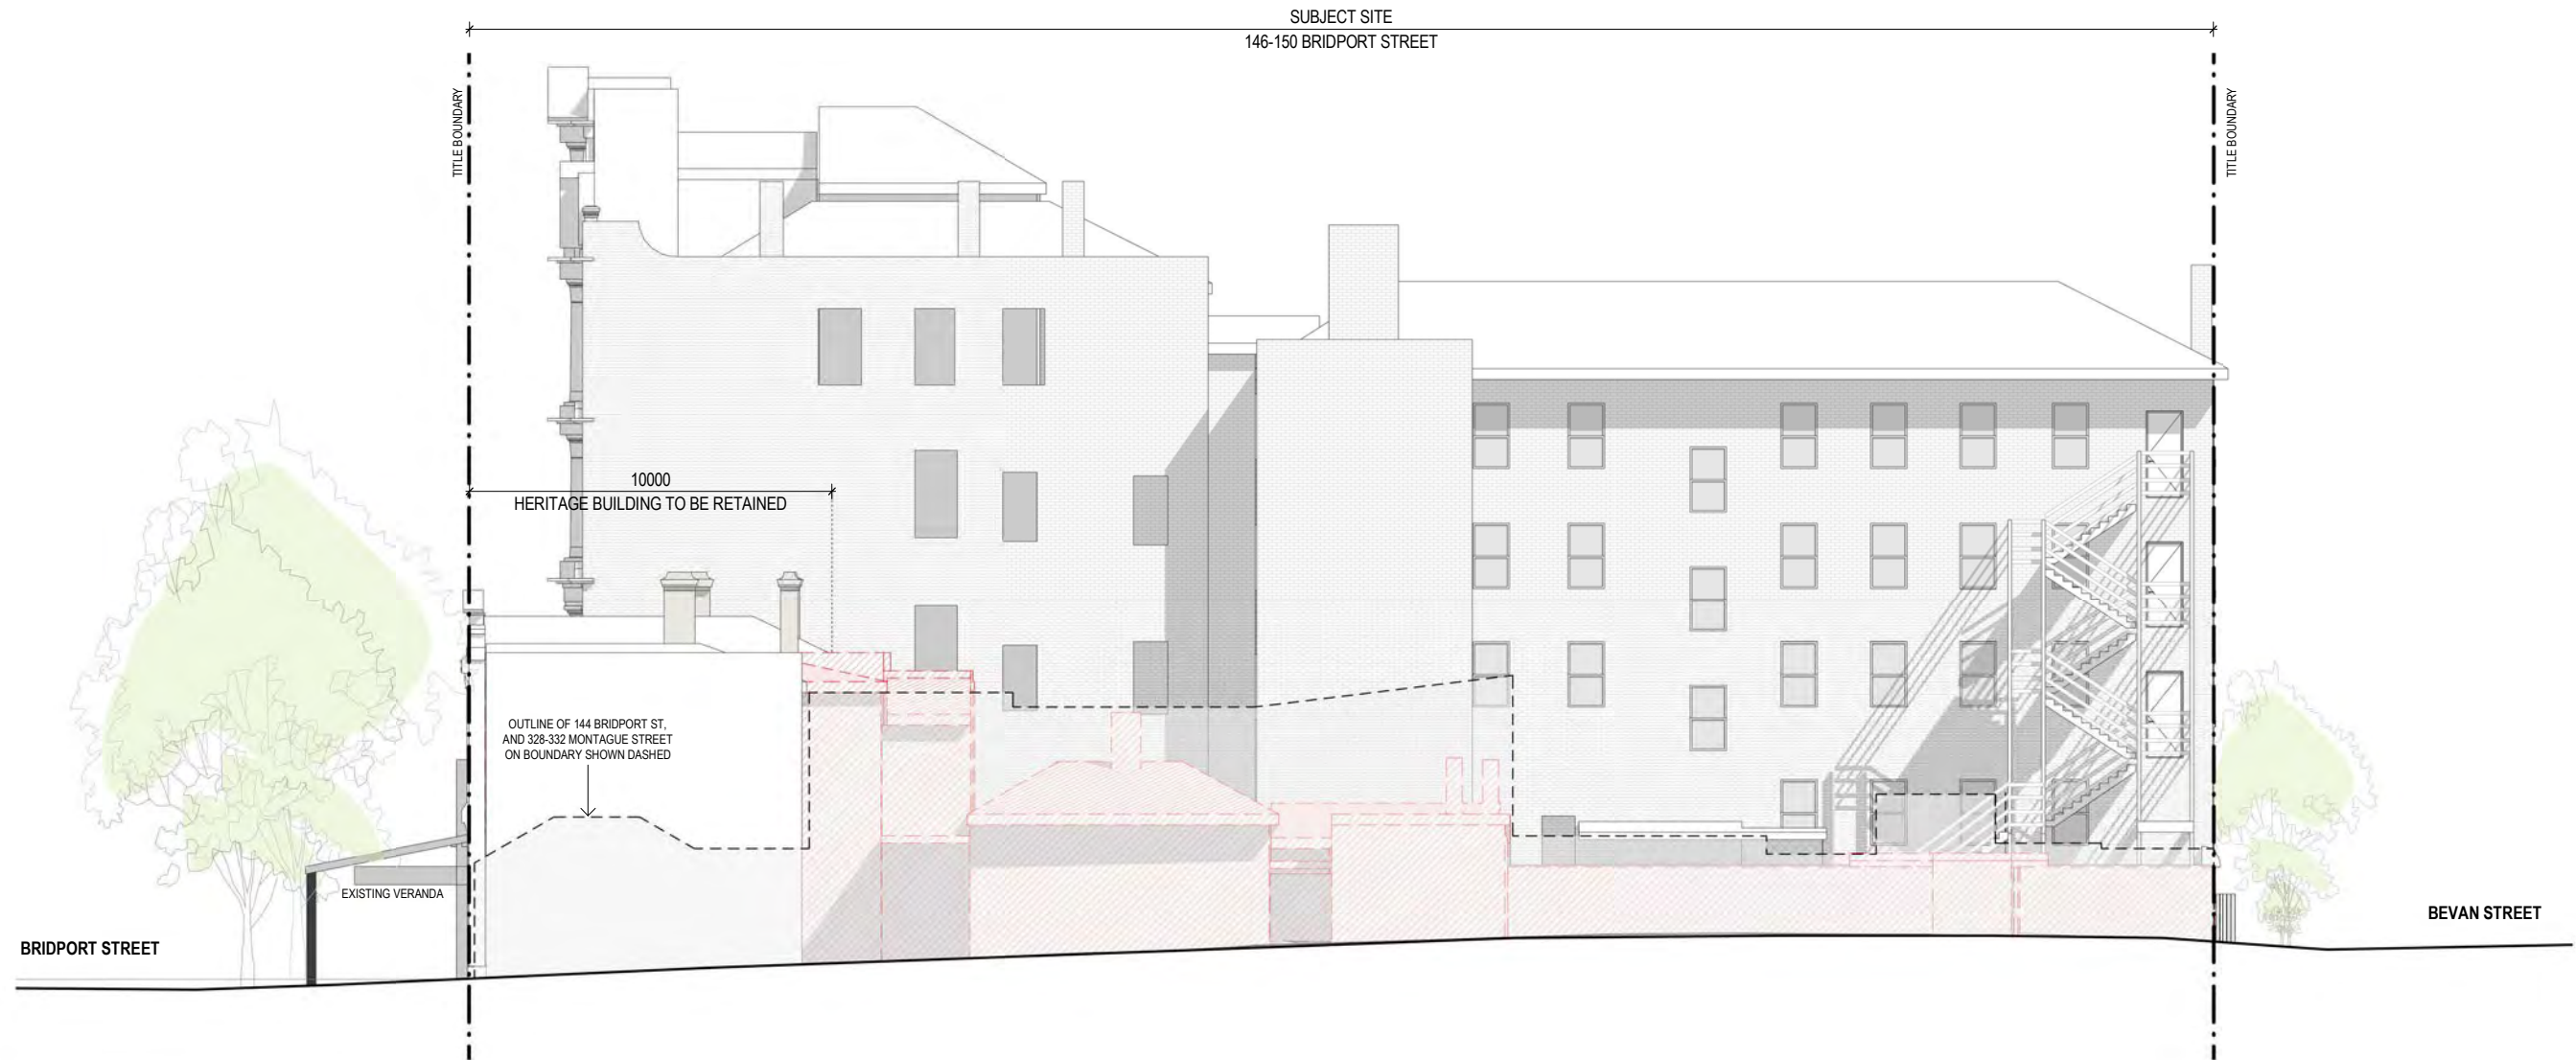 SUBJECT SITE
146-150 BRIDPORT STREET
TITLE BOUNDARY
TITLE BOUNDARY
10000
HERITAGE BUILDING TO BE RETAINED
OUTLINE OF 144 BRIDPORT ST,
AND 328-332 MONTAGUE STREET
ON BOUNDARY SHOWN DASHED
EXISTING VERANDA
BRIDPORT STREET
BEVAN STREET